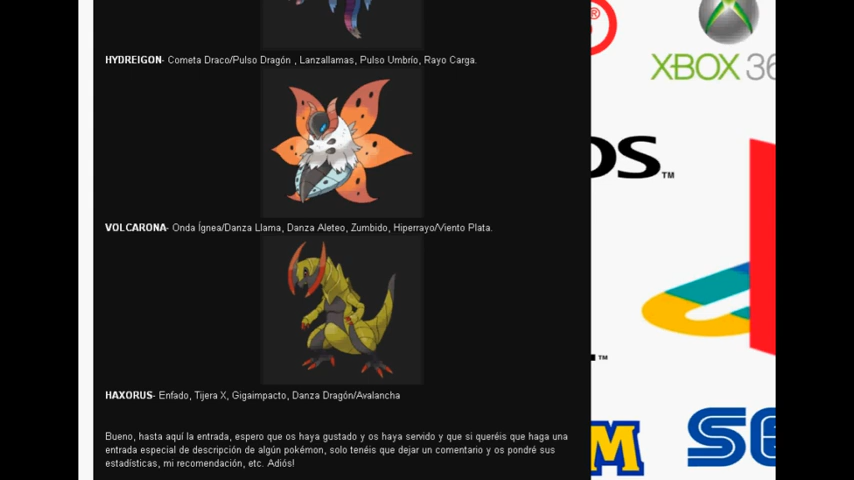 HYDREIGON- Cometa Draco/Pulso Dragón , Lanzallamas, Pulso Umbrío, Rayo Carga.
VOLCARONA- Onda Ígnea/Danza Llama, Danza Aleteo, Zumbido, Hiperrayo/Viento Plata.
HAXORUS- Enfado, Tijera X, Gigaimpacto, Danza Dragón/Avalancha
Bueno, hasta aquí la entrada, espero que os haya gustado y os haya servido y que si queréis que haga una
entrada especial de descripción de algún pokémon, solo tenéis que dejar un comentario y os pondré sus
estadísticas, mi recomendación, etc. Adiós!
®
XBOX 36
DS™
™
M
SE